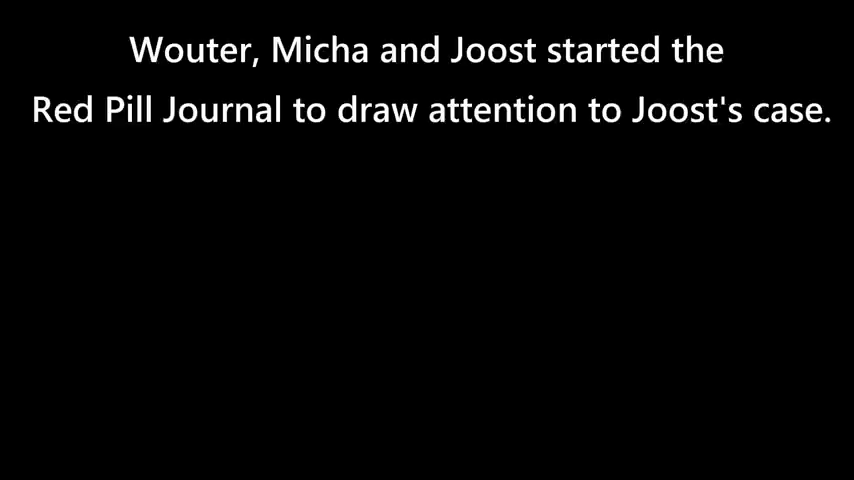 Wouter, Micha and Joost started the
Red Pill Journal to draw attention to Joost's case.